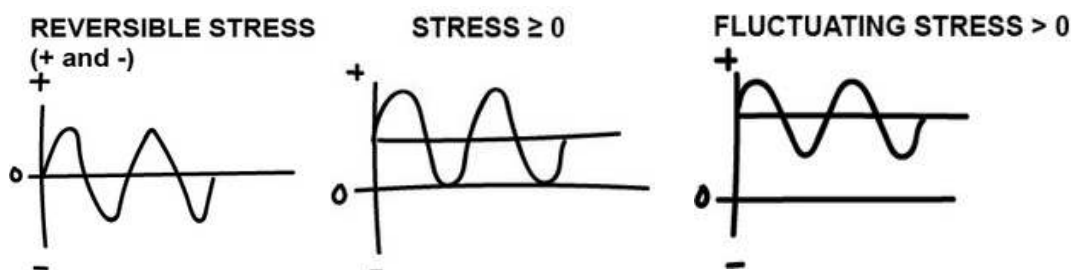 REVERSIBLE STRESS
(+ and -)
+
0
-
STRESS ≥ 0
+
0
-
FLUCTUATING STRESS > 0
+
0
-